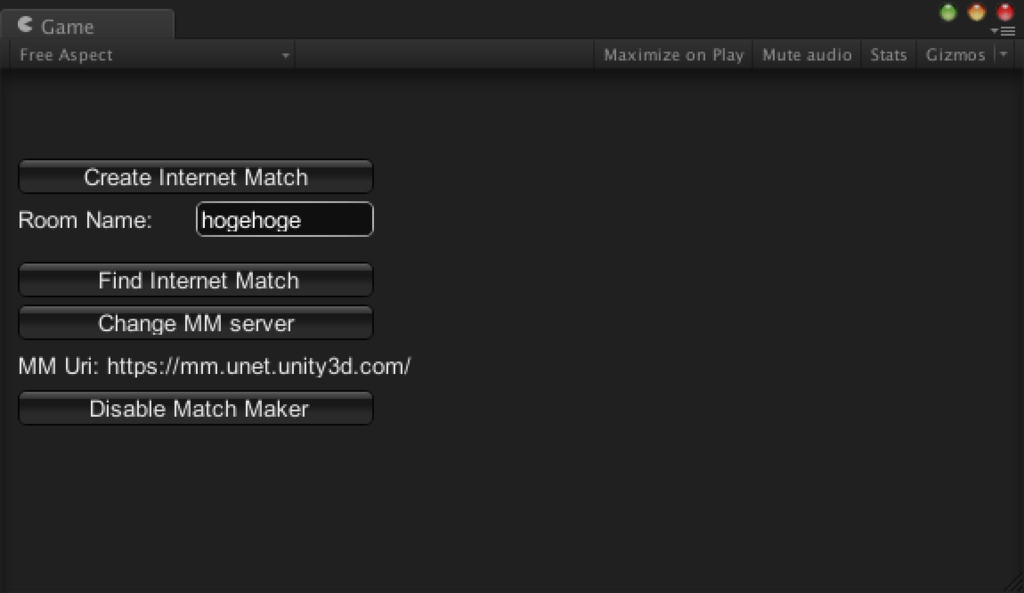 Game
Free Aspect Maximize on Play Mute audio Stats Gizmos
Create Internet Match
Room Name: hogehoge
Find Internet Match
Change MM server
MM Uri: https://mm.unet.unity3d.com/
Disable Match Maker